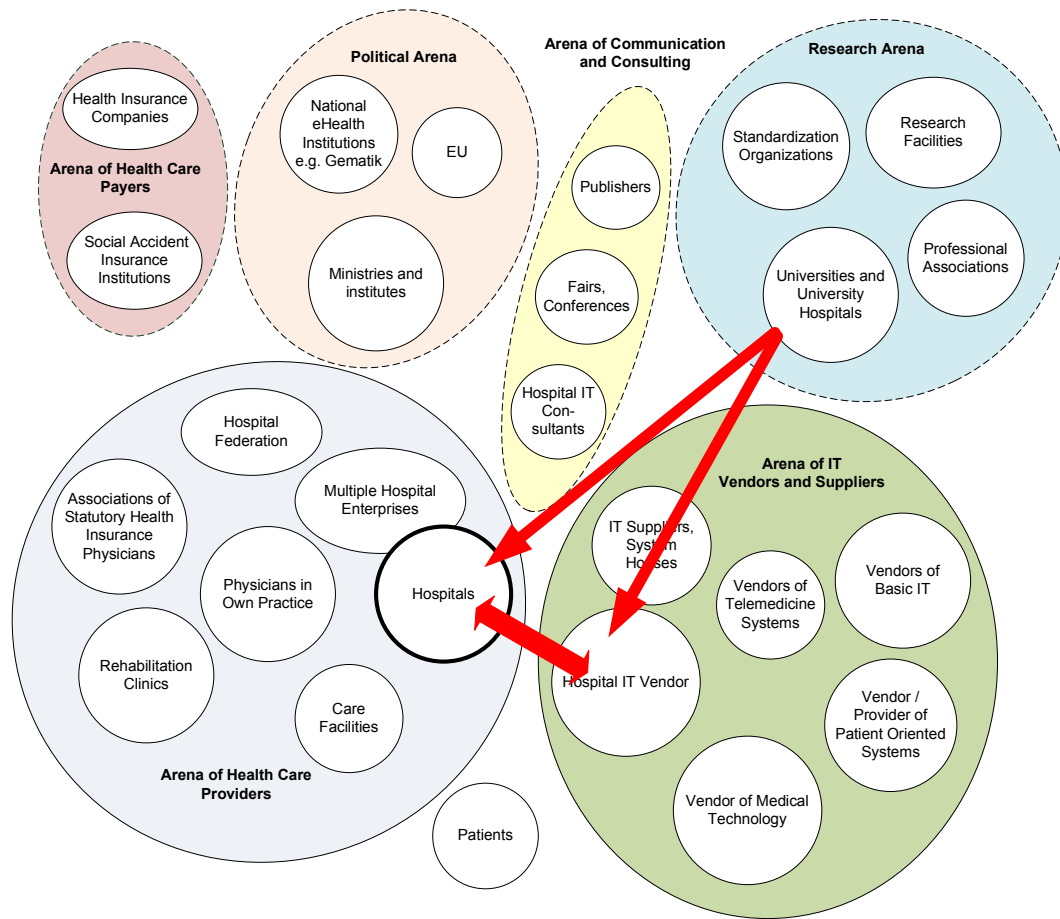 Political Arena
Arena of Communication
and Consulting
Research Arena
Health Insurance
Companies
Arena of Health Care
Payers
Social Accident
Insurance
Institutions
National
eHealth
Institutions
e.g. Gematik
EU
Ministries and
institutes
Publishers
Fairs,
Conferences
Hospital IT
Con-
sultants
Standardization
Organizations
Research
Facilities
Professional
Associations
Universities and
University
Hospitals
Hospital
Federation
Associations of
Statutory Health
Insurance
Physicians
Multiple Hospital
Enterprises
Physicians in
Own Practice
Hospitals
Rehabilitation
Clinics
Care
Facilities
Arena of Health Care
Providers
Patients
Arena of IT
Vendors and Suppliers
IT Suppliers,
System
Houses
Vendors of
Telemedicine
Systems
Vendors of
Basic IT
Hospital IT Vendor
Vendor /
Provider of
Patient Oriented
Systems
Vendor of Medical
Technology